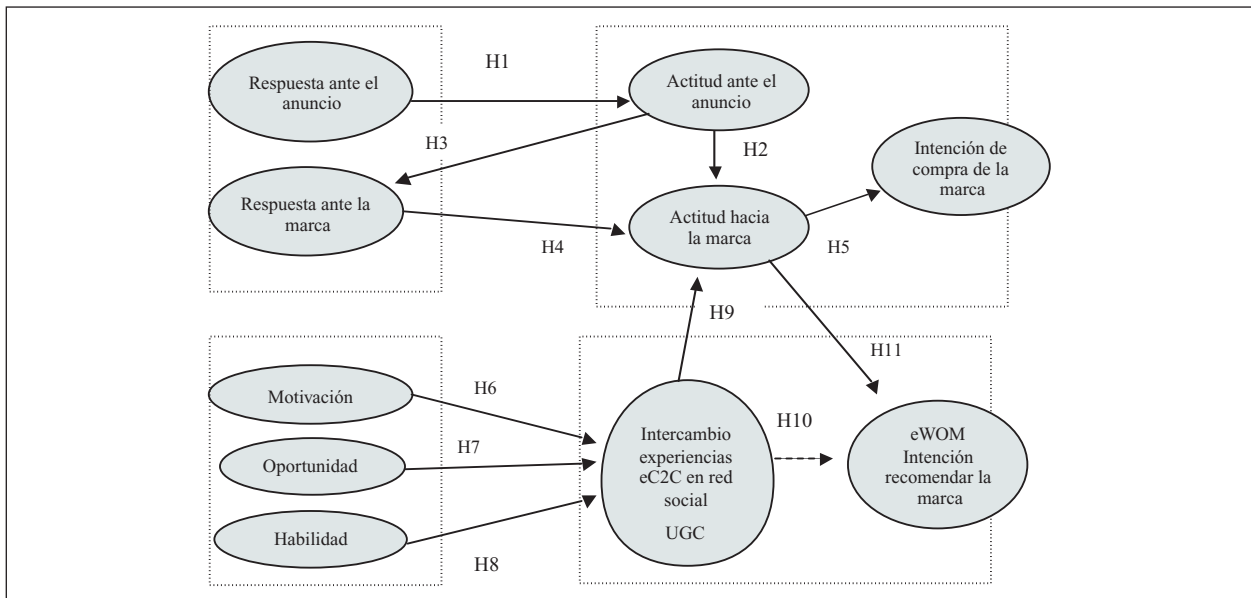 H1
Respuesta ante el
anuncio
Actitud ante el
anuncio
H3
H2
Intención de
compra de la
marca
Respuesta ante la
marca
Actitud hacia
la marca
H4
H5
H9
H11
Motivación
H6
H10
Intercambio
experiencias
eC2C en red
social
UGC
eWOM
Intención
recomendar la
marca
H7
Oportunidad
Habilidad
H8